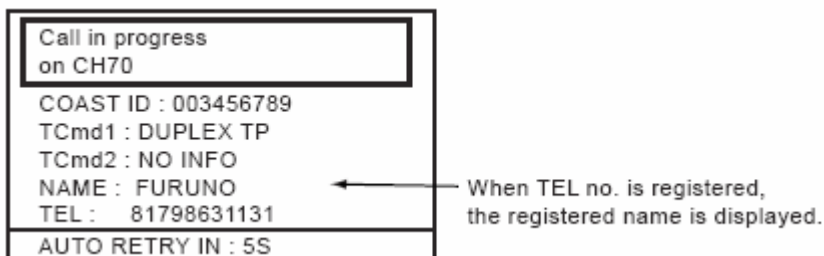 Call in progress
on CH70
COAST ID : 003456789
TCmd1 : DUPLEX TP
TCmd2 : NO INFO
NAME : FURUNO
TEL : 81798631131
AUTO RETRY IN : 5S
When TEL no. is registered,
the registered name is displayed.